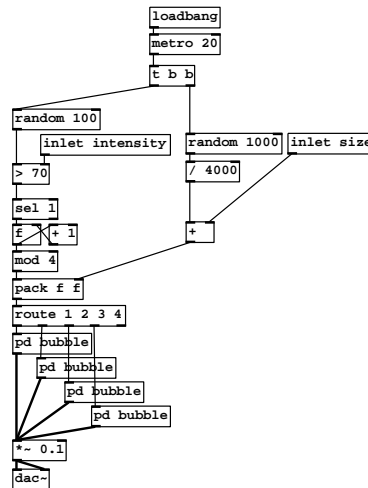 loadbang
metro 20
t b b
random 100
random 1000
inlet size
inlet intensity
> 70
/ 4000
sel 1
f
+ 1
+
mod 4
pack f f
route 1 2 3 4
pd bubble
pd bubble
pd bubble
pd bubble
*~ 0.1
dac~